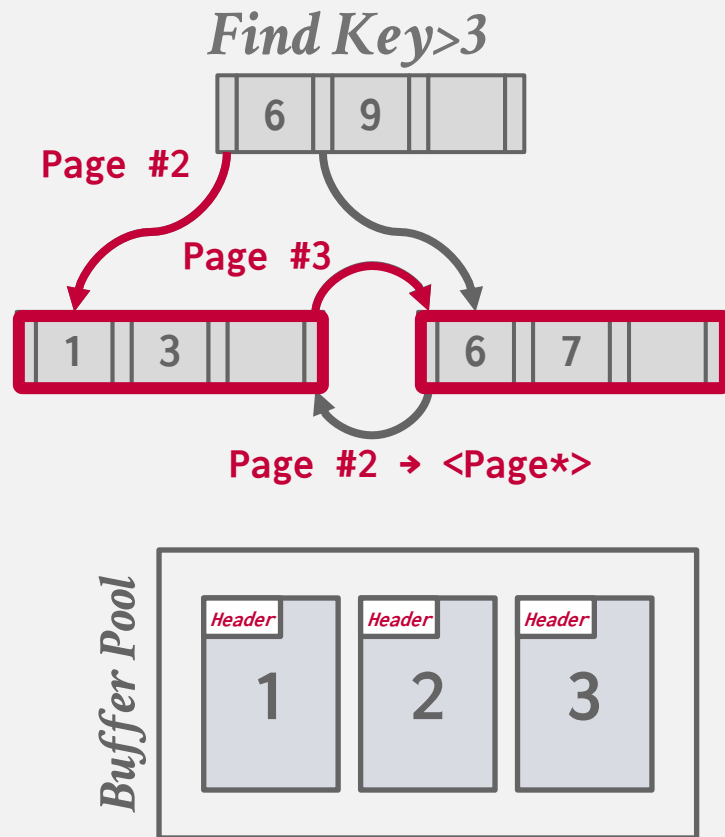 Find Key>3
6 9
Page #2
Page #3
1 3 6 7
Page #2 → <Page*>
Buffer Pool
Header Header Header
1 2 3